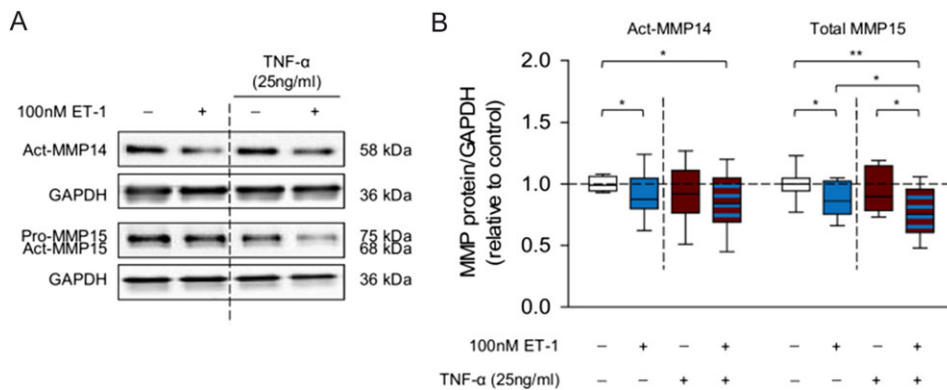 A
TNF-α
(25ng/ml)
100nM ET-1 – + – +
Act-MMP14 58 kDa
GAPDH 36 kDa
Pro-MMP15 75 kDa
Act-MMP15 68 kDa
GAPDH 36 kDa
B
Act-MMP14 Total MMP15
MMP protein/GAPDH
(relative to control)
2.0
1.5
1.0
0.5
0.0
* * ** * * *
100nM ET-1 – + – + – + – +
TNF-α (25ng/ml) – – + + – – + +